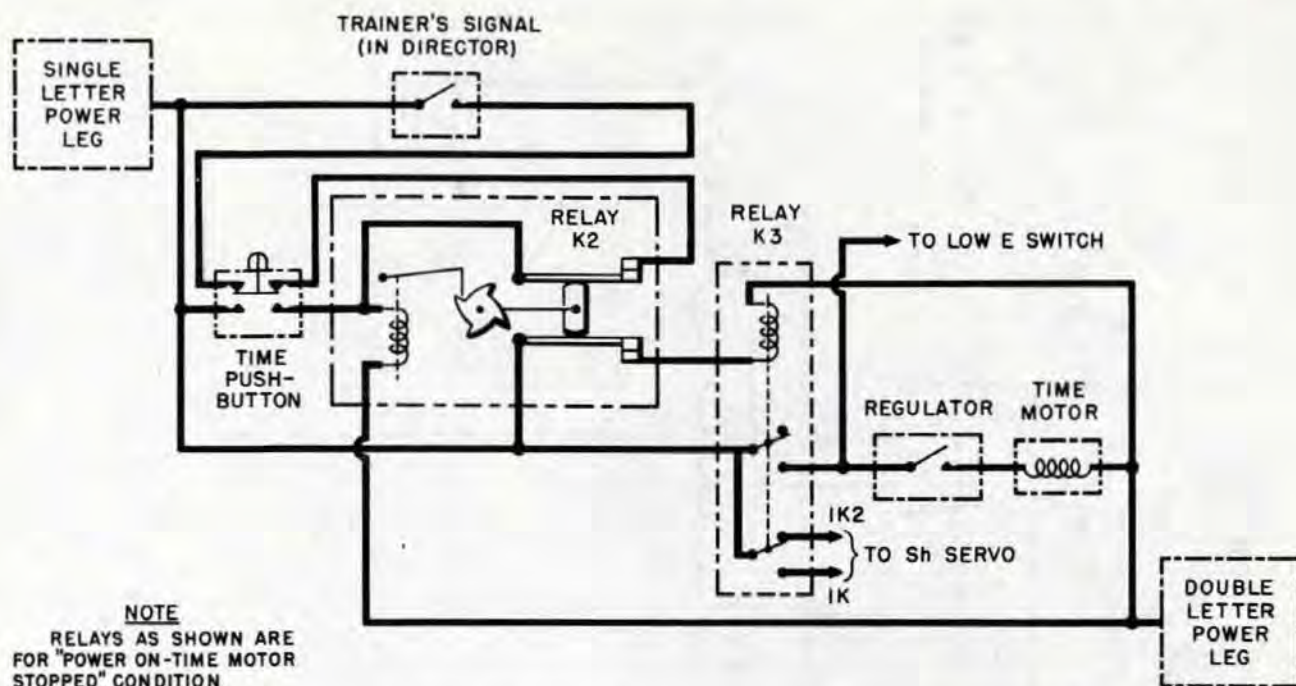 TRAINER'S SIGNAL
(IN DIRECTOR)
SINGLE
LETTER
POWER
LEG
RELAY
K2
RELAY
K3
TO LOW E SWITCH
TIME
PUSH-
BUTTON
REGULATOR
TIME
MOTOR
1K2
TO Sh SERVO
1K
DOUBLE
LETTER
POWER
LEG
NOTE
RELAYS AS SHOWN ARE
FOR "POWER ON-TIME MOTOR
STOPPED" CONDITION